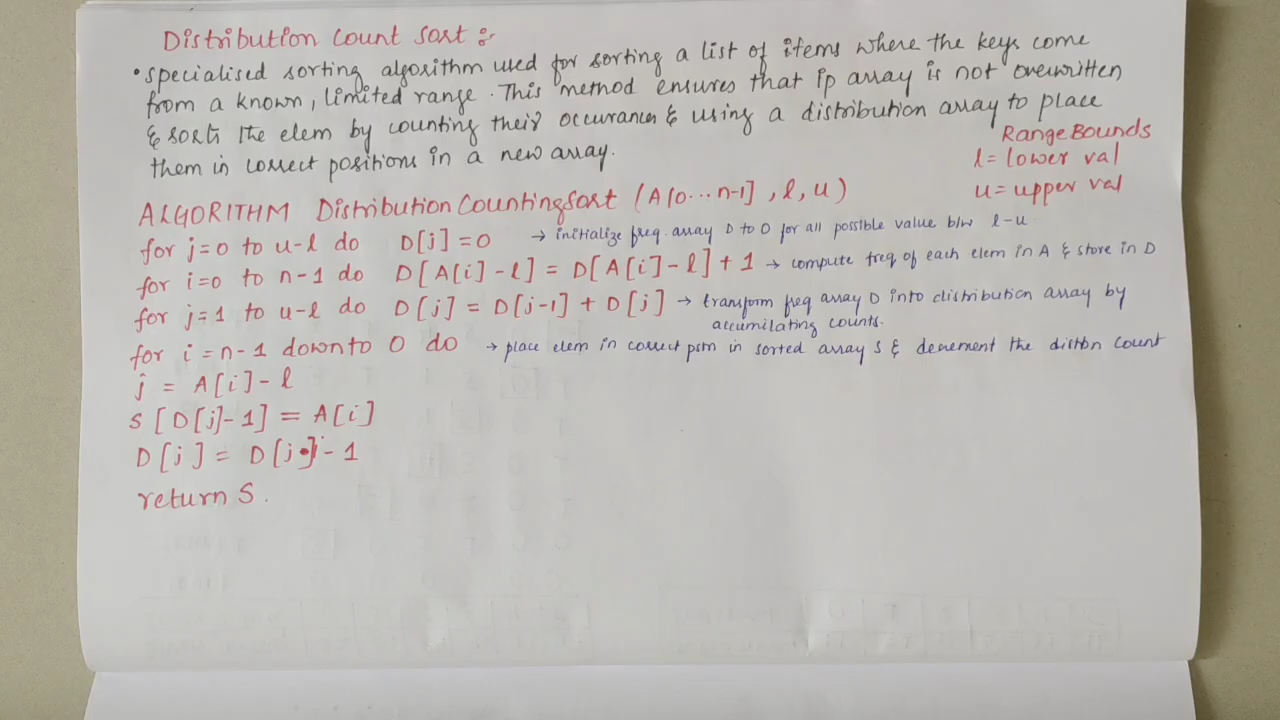 Distribution count sort :-
• specialised sorting algorithm used for sorting a list of items where the keys come
from a known, limited range. This method ensures that ip array is not overwritten
& sorts the elem by counting their occurances & using a distribution array to place
them in correct positions in a new array.
Range Bounds
l = lower val
u = upper val
ALGORITHM Distribution CountingSort (A[0...n-1], l, u)
for j=0 to u-l do D[j] = 0 → initialize freq. array D to 0 for all possible value b/w l-u.
for i=0 to n-1 do D[A[i]-l] = D[A[i]-l]+1 → compute freq of each elem in A & store in D
for j=1 to u-l do D[j] = D[j-1] + D[j] → transform freq array D into distribution array by
accumilating counts.
for i = n-1 down to 0 do → place elem in correct pstn in sorted array S & decrement the distbn count
j = A[i]-l
S[D[j]-1] = A[i]
D[j] = D[j]-1
return S.